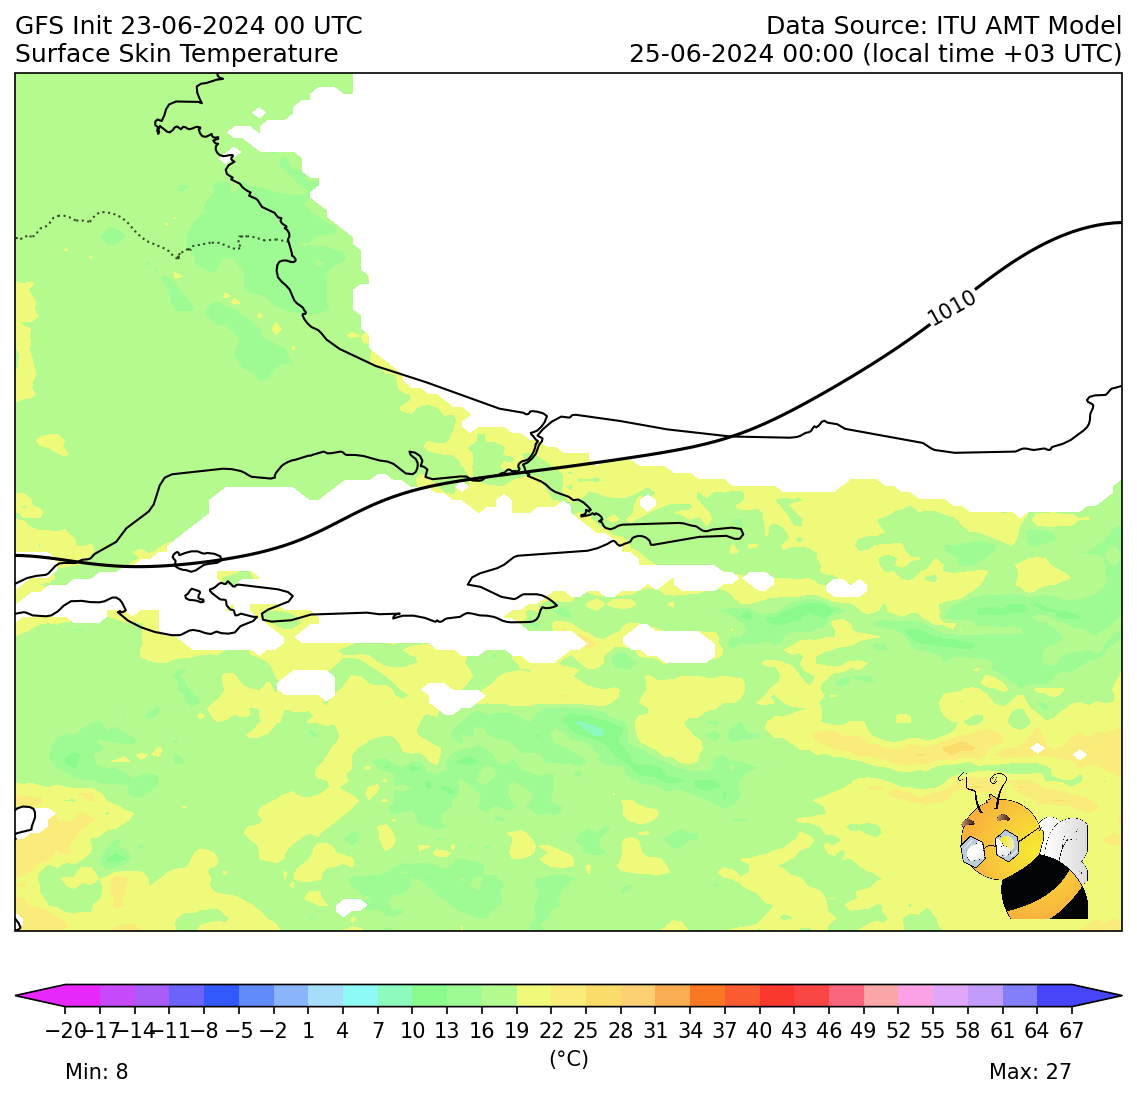 GFS Init 23-06-2024 00 UTC
Data Source: ITU AMT Model
Surface Skin Temperature
25-06-2024 00:00 (local time +03 UTC)
1010
−20 −17 −14 −11 −8 −5 −2 1 4 7 10 13 16 19 22 25 28 31 34 37 40 43 46 49 52 55 58 61 64 67
(°C)
Min: 8
Max: 27